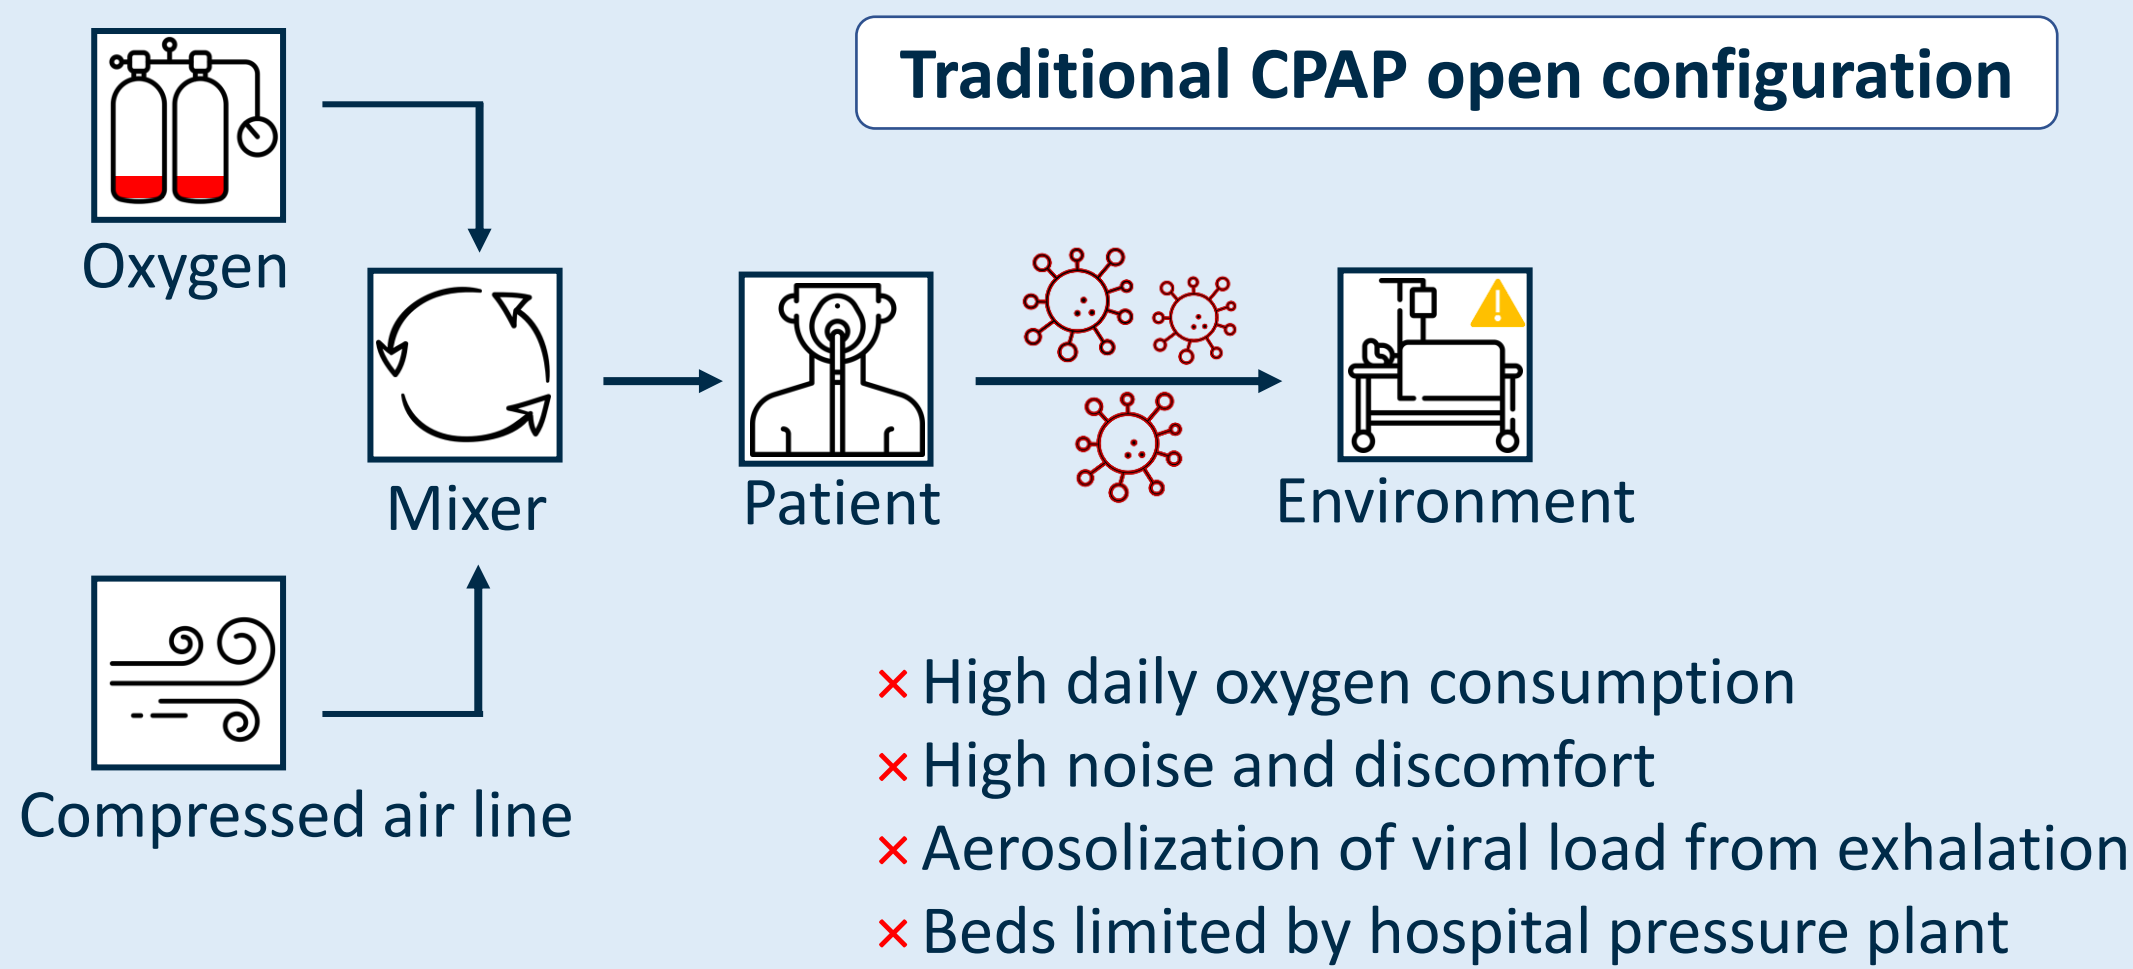 Traditional CPAP open configuration
Oxygen
Mixer
Patient
Environment
Compressed air line
× High daily oxygen consumption
× High noise and discomfort
× Aerosolization of viral load from exhalation
× Beds limited by hospital pressure plant